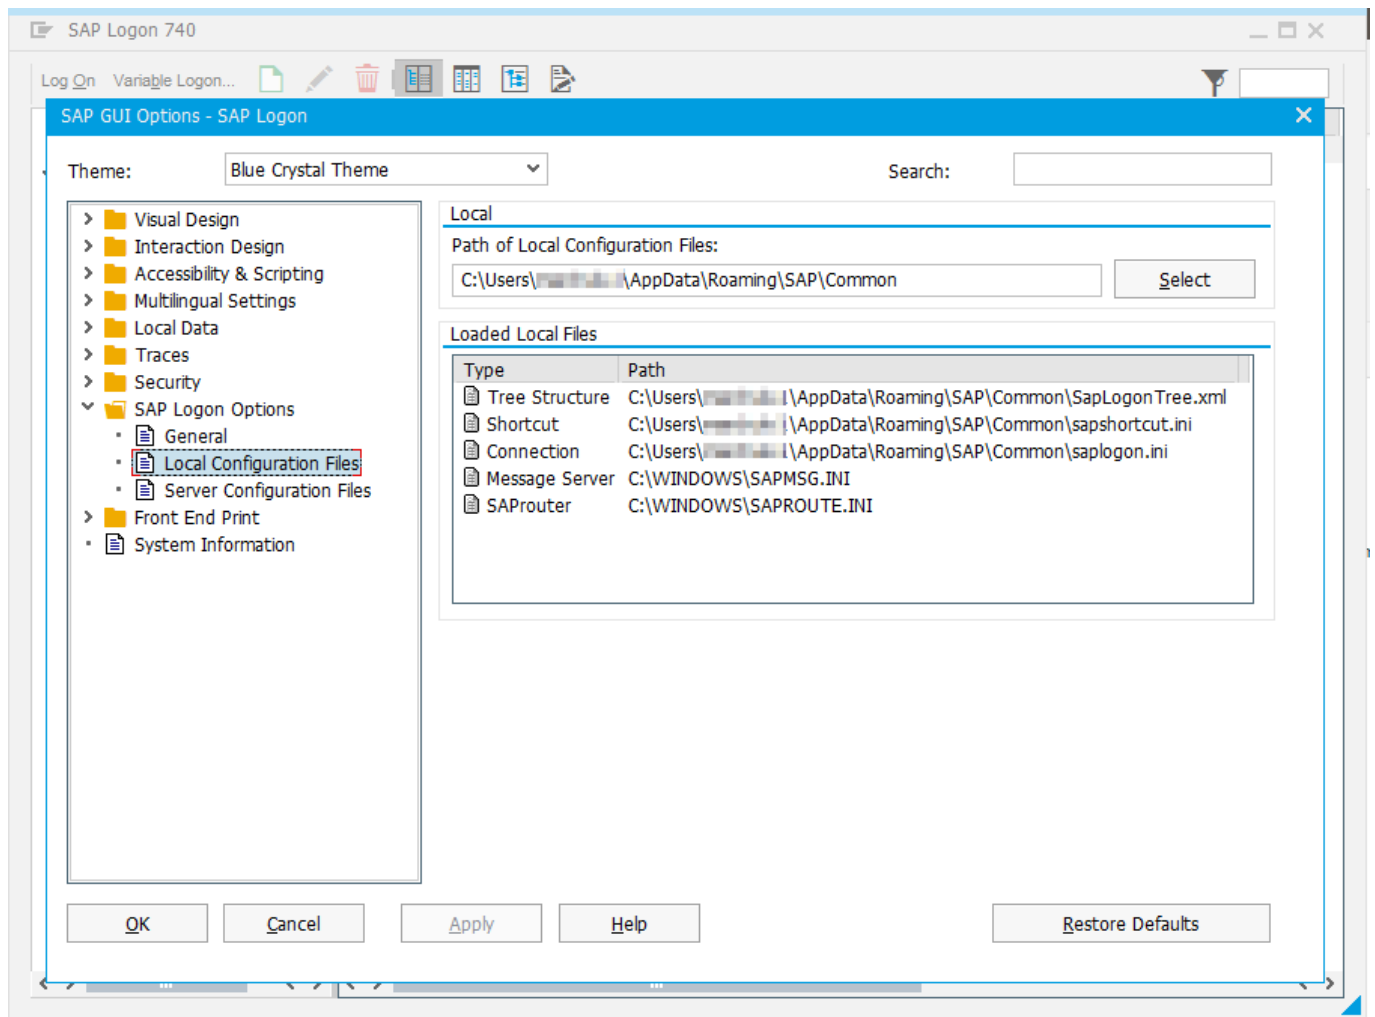 SAP Logon 740
Log On Variable Logon...
SAP GUI Options - SAP Logon
Theme: Blue Crystal Theme Search:
Visual Design
Interaction Design
Accessibility & Scripting
Multilingual Settings
Local Data
Traces
Security
SAP Logon Options
General
Local Configuration Files
Server Configuration Files
Front End Print
System Information
Local
Path of Local Configuration Files:
C:\Users\ \AppData\Roaming\SAP\Common Select
Loaded Local Files
Type Path
Tree Structure C:\Users\ \AppData\Roaming\SAP\Common\SapLogonTree.xml
Shortcut C:\Users\ \AppData\Roaming\SAP\Common\sapshortcut.ini
Connection C:\Users\ \AppData\Roaming\SAP\Common\saplogon.ini
Message Server C:\WINDOWS\SAPMSG.INI
SAProuter C:\WINDOWS\SAPROUTE.INI
OK Cancel Apply Help Restore Defaults